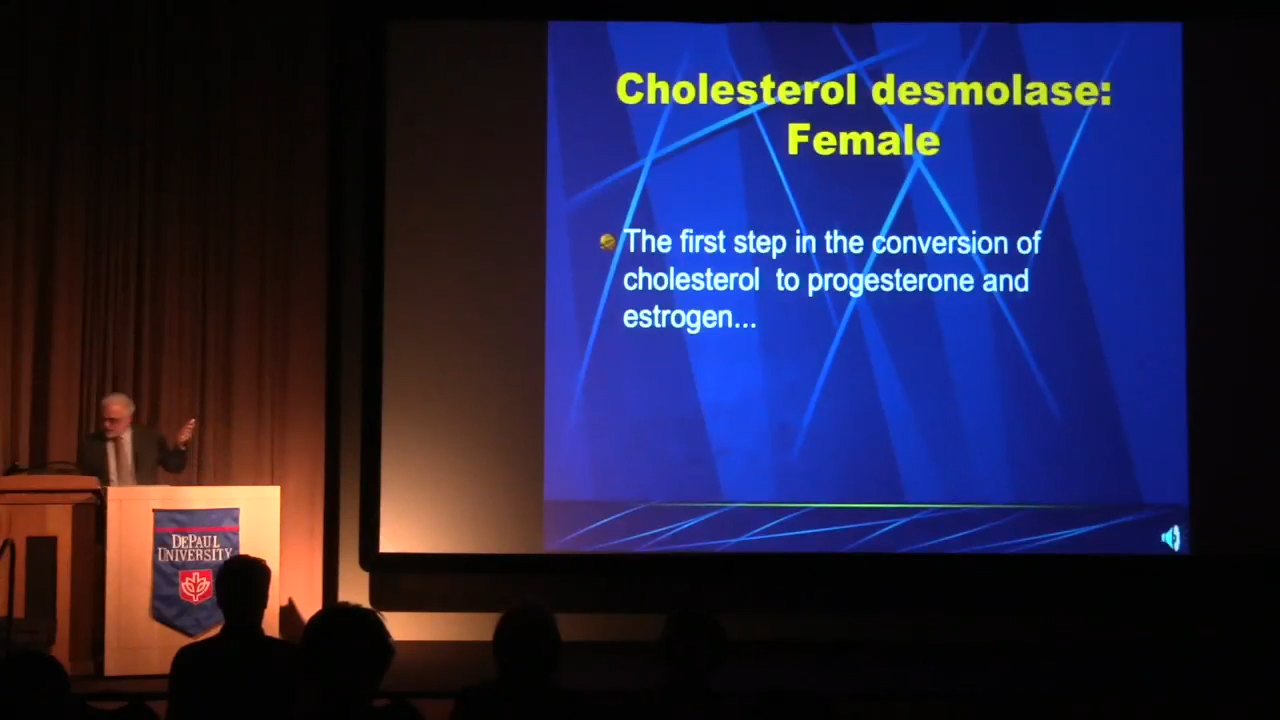 Cholesterol desmolase:
Female
The first step in the conversion of
cholesterol to progesterone and
estrogen...
DEPAUL
UNIVERSITY